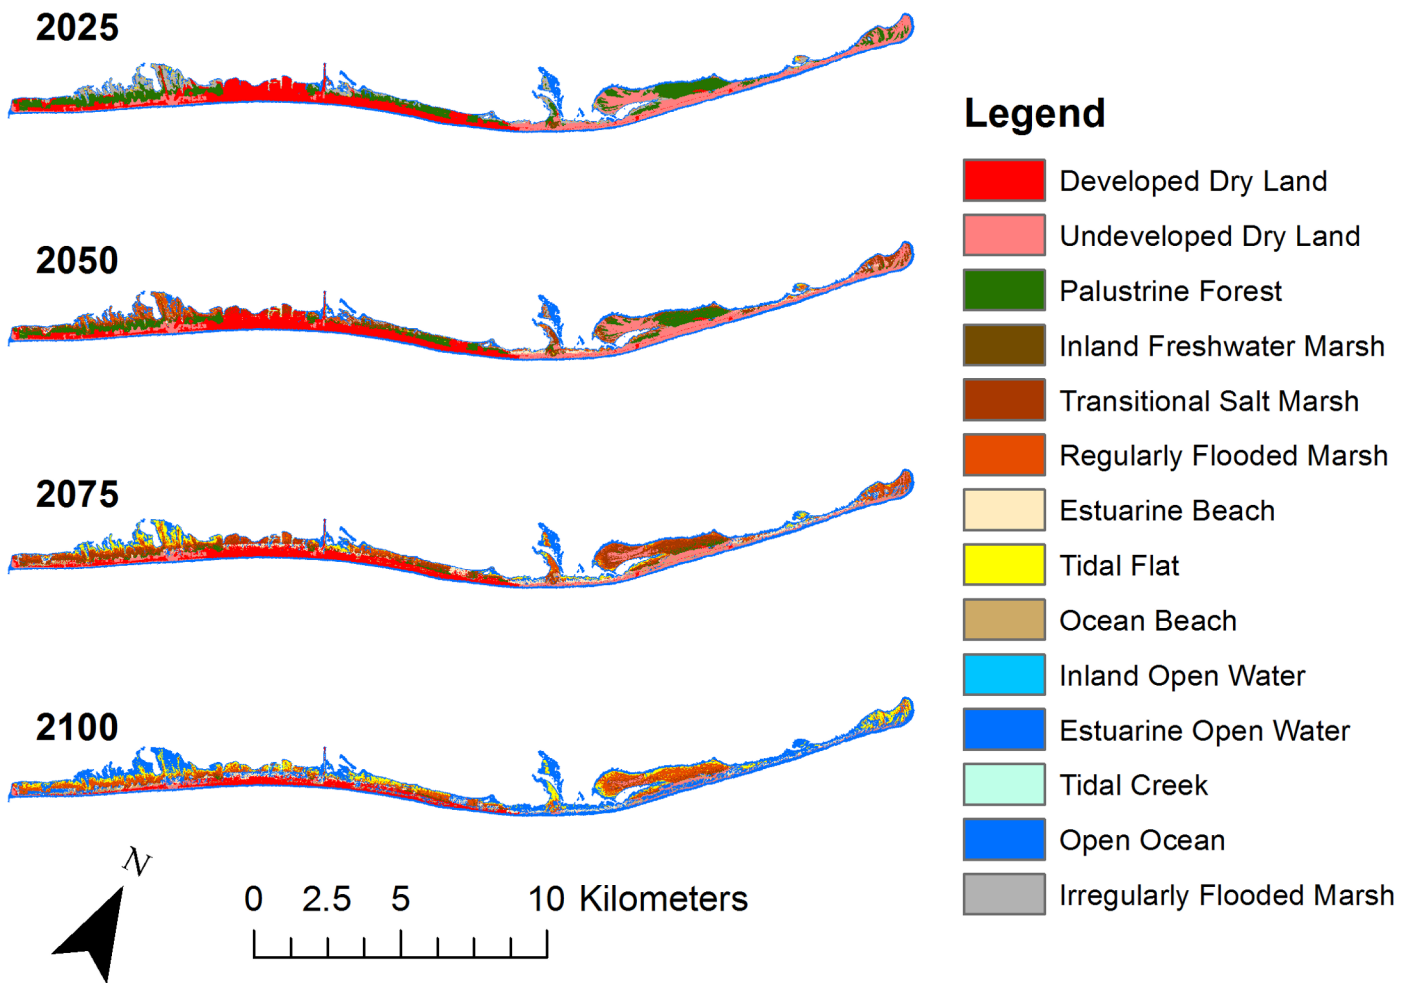 2025
2050
2075
2100
N
0 2.5 5 10 Kilometers
Legend
Developed Dry Land
Undeveloped Dry Land
Palustrine Forest
Inland Freshwater Marsh
Transitional Salt Marsh
Regularly Flooded Marsh
Estuarine Beach
Tidal Flat
Ocean Beach
Inland Open Water
Estuarine Open Water
Tidal Creek
Open Ocean
Irregularly Flooded Marsh